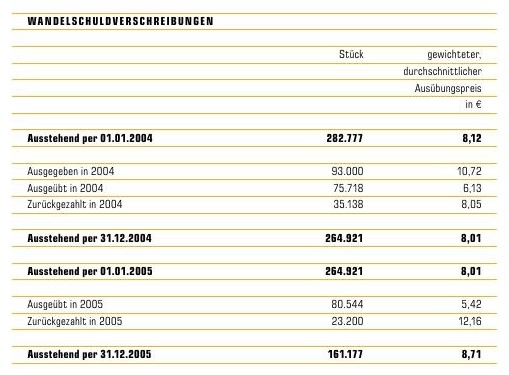 WANDELSCHULDVERSCHREIBUNGEN
Stück gewichteter,
durchschnittlicher
Ausübungspreis
in €
Ausstehend per 01.01.2004 282.777 8,12
Ausgegeben in 2004 93.000 10,72
Ausgeübt in 2004 75.718 6,13
Zurückgezahlt in 2004 35.138 8,05
Ausstehend per 31.12.2004 264.921 8,01
Ausstehend per 01.01.2005 264.921 8,01
Ausgeübt in 2005 80.544 5,42
Zurückgezahlt in 2005 23.200 12,16
Ausstehend per 31.12.2005 161.177 8,71